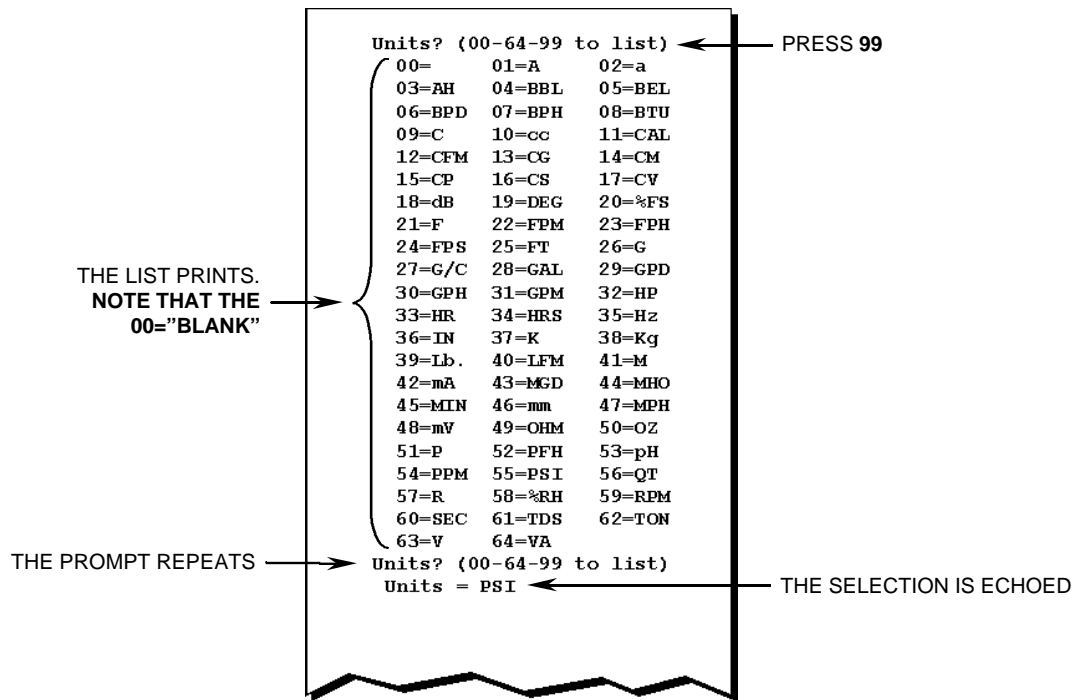 Units? (00-64-99 to list)
PRESS 99
00= 01=A 02=a
03=AH 04=BBL 05=BEL
06=BPD 07=BPH 08=BTU
09=C 10=cc 11=CAL
12=CFM 13=CG 14=CM
15=CP 16=CS 17=CV
18=dB 19=DEG 20=%FS
21=F 22=FPM 23=FPH
24=FPS 25=FT 26=G
27=G/C 28=GAL 29=GPD
30=GPH 31=GPM 32=HP
33=HR 34=HRS 35=Hz
36=IN 37=K 38=Kg
39=Lb. 40=LFM 41=M
42=mA 43=MGD 44=MHO
45=MIN 46=mm 47=MPH
48=mV 49=OHM 50=OZ
51=P 52=PFH 53=pH
54=PPM 55=PSI 56=QT
57=R 58=%RH 59=RPM
60=SEC 61=TDS 62=TON
63=V 64=VA
THE LIST PRINTS.
NOTE THAT THE
00="BLANK"
THE PROMPT REPEATS
Units? (00-64-99 to list)
Units = PSI
THE SELECTION IS ECHOED